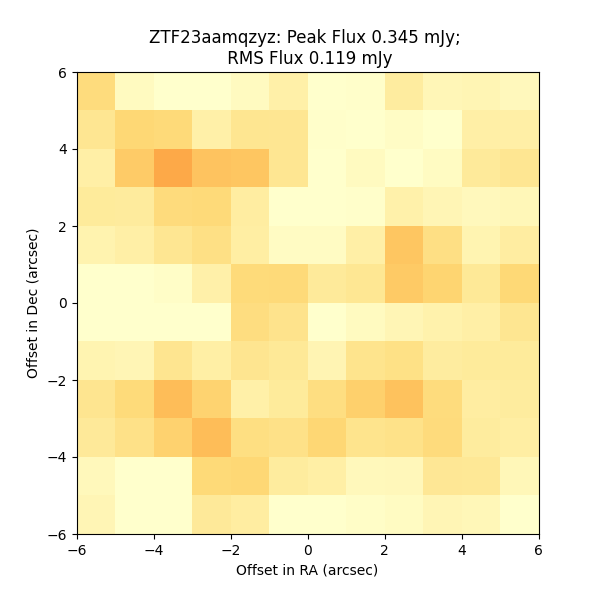 ZTF23aamqzyz: Peak Flux 0.345 mJy;
RMS Flux 0.119 mJy
6
4
2
0
−2
−4
−6
Offset in Dec (arcsec)
−6 −4 −2 0 2 4 6
Offset in RA (arcsec)